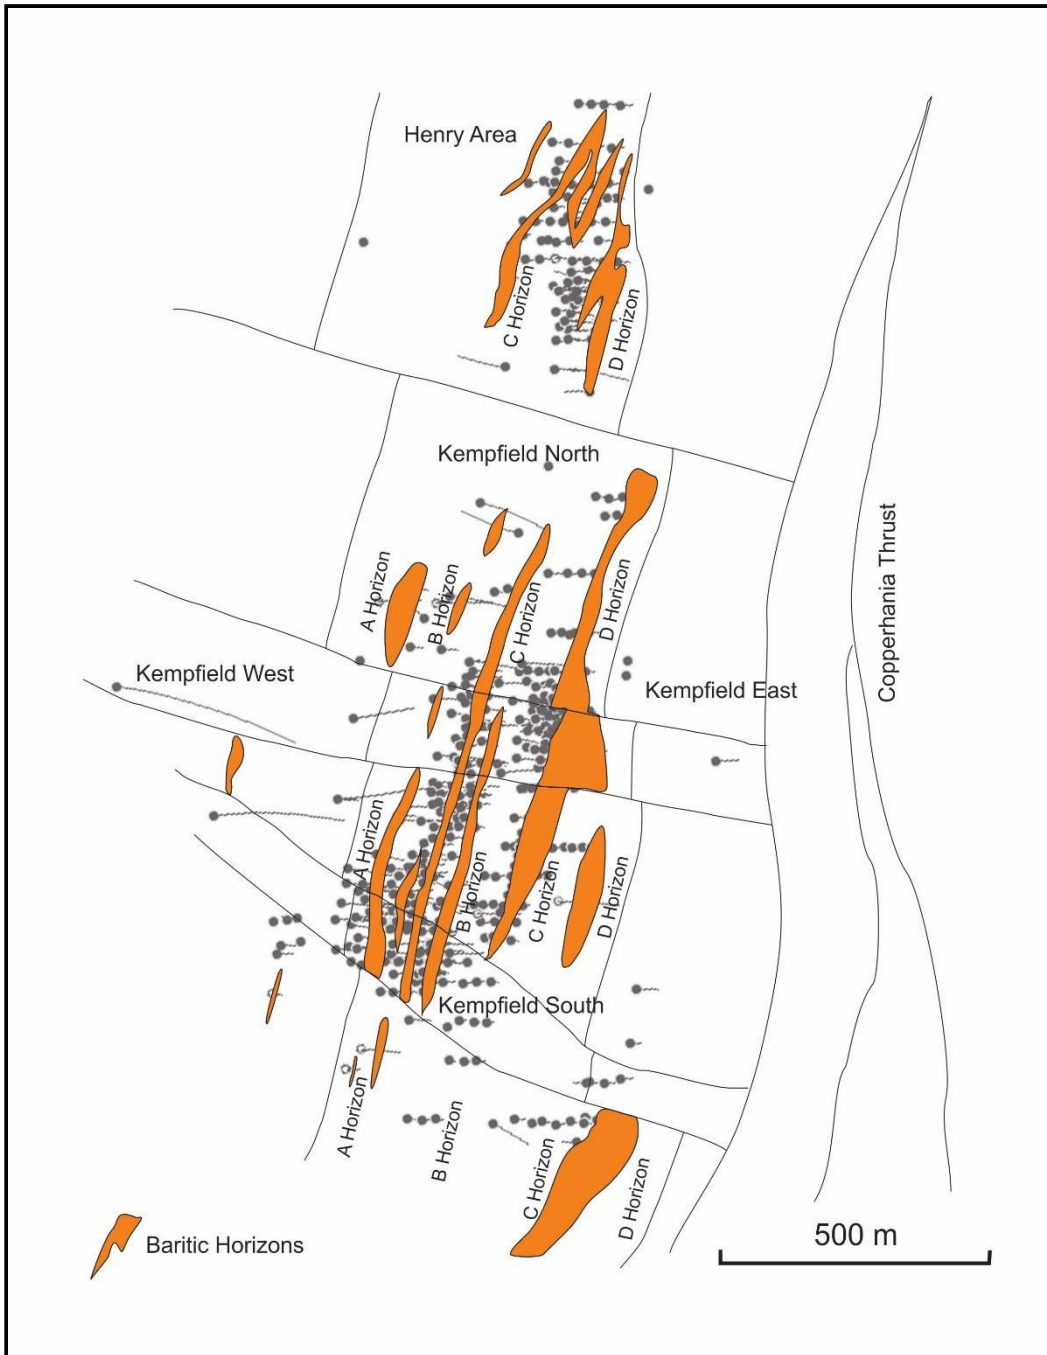 Henry Area
C Horizon
D Horizon
Kempfield North
A Horizon
B Horizon
C Horizon
D Horizon
Copperhania Thrust
Kempfield West
Kempfield East
A Horizon
B Horizon
C Horizon
D Horizon
Kempfield South
A Horizon
B Horizon
C Horizon
D Horizon
Baritic Horizons
500 m